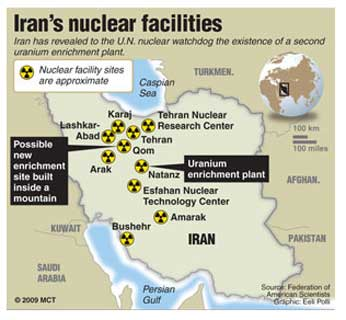 Iran's nuclear facilities
Iran has revealed to the U.N. nuclear watchdog the existence of a second
uranium enrichment plant.
Nuclear facility sites
are approximate
Caspian
Sea
TURKMEN.
Karaj
Tehran Nuclear
Research Center
Lashkar-
Abad
Tehran
Qom
100 km
100 miles
Possible
new
enrichment
site built
inside a
mountain
Arak
Natanz
Uranium
enrichment plant
AFGHAN.
Esfahan Nuclear
Technology Center
Amarak
KUWAIT
Bushehr
IRAN
PAKISTAN
SAUDI
ARABIA
Persian
Gulf
Source: Federation of
American Scientists
Graphic: Eeli Polli
© 2009 MCT